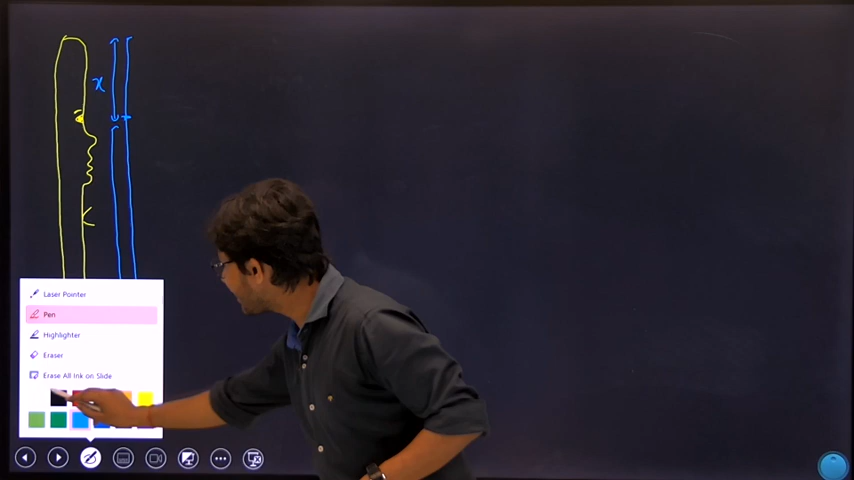 x
Laser Pointer
Pen
Highlighter
Eraser
Erase All Ink on Slide